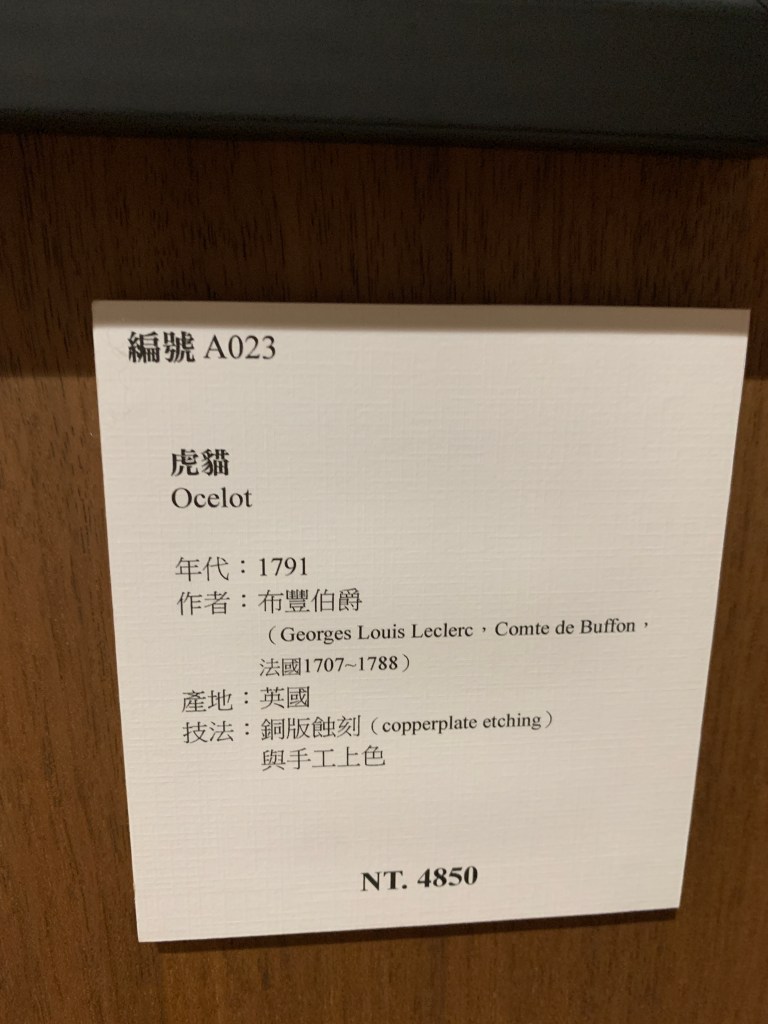 編號 A023
虎貓
Ocelot
年代：1791
作者：布豐伯爵
（Georges Louis Leclerc，Comte de Buffon，
法國1707~1788）
產地：英國
技法：銅版蝕刻（copperplate etching）
與手工上色
NT. 4850